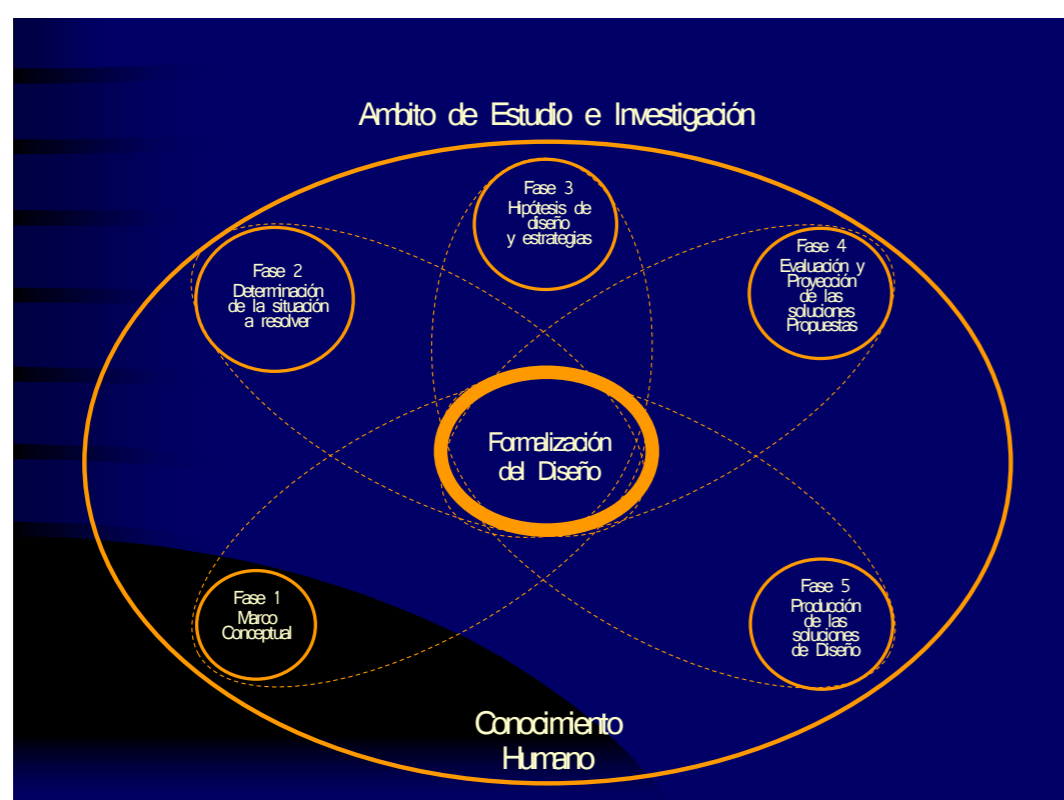 Ambito de Estudio e Investigación
Fase 3
Hipótesis de
diseño
y estrategias
Fase 2
Determinación
de la situación
a resolver
Fase 4
Evaluación y
Proyección
de las
soluciones
Propuestas
Formalización
del Diseño
Fase 1
Marco
Conceptual
Fase 5
Producción
de las
soluciones
de Diseño
Conocimiento
Humano